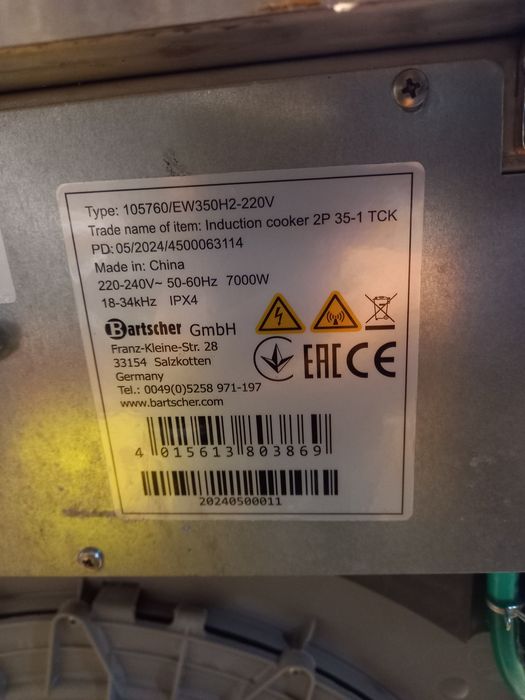 Type: 105760/EW350H2-220V
Trade name of item: Induction cooker 2P 35-1 TCK
PD: 05/2024/4500063114
Made in: China
220-240V~ 50-60Hz 7000W
18-34kHz IPX4
Bartscher GmbH
Franz-Kleine-Str. 28
33154 Salzkotten
Germany
Tel.: 0049(0)5258 971-197
www.bartscher.com
EAC CE
4 015613 803869
20240500011